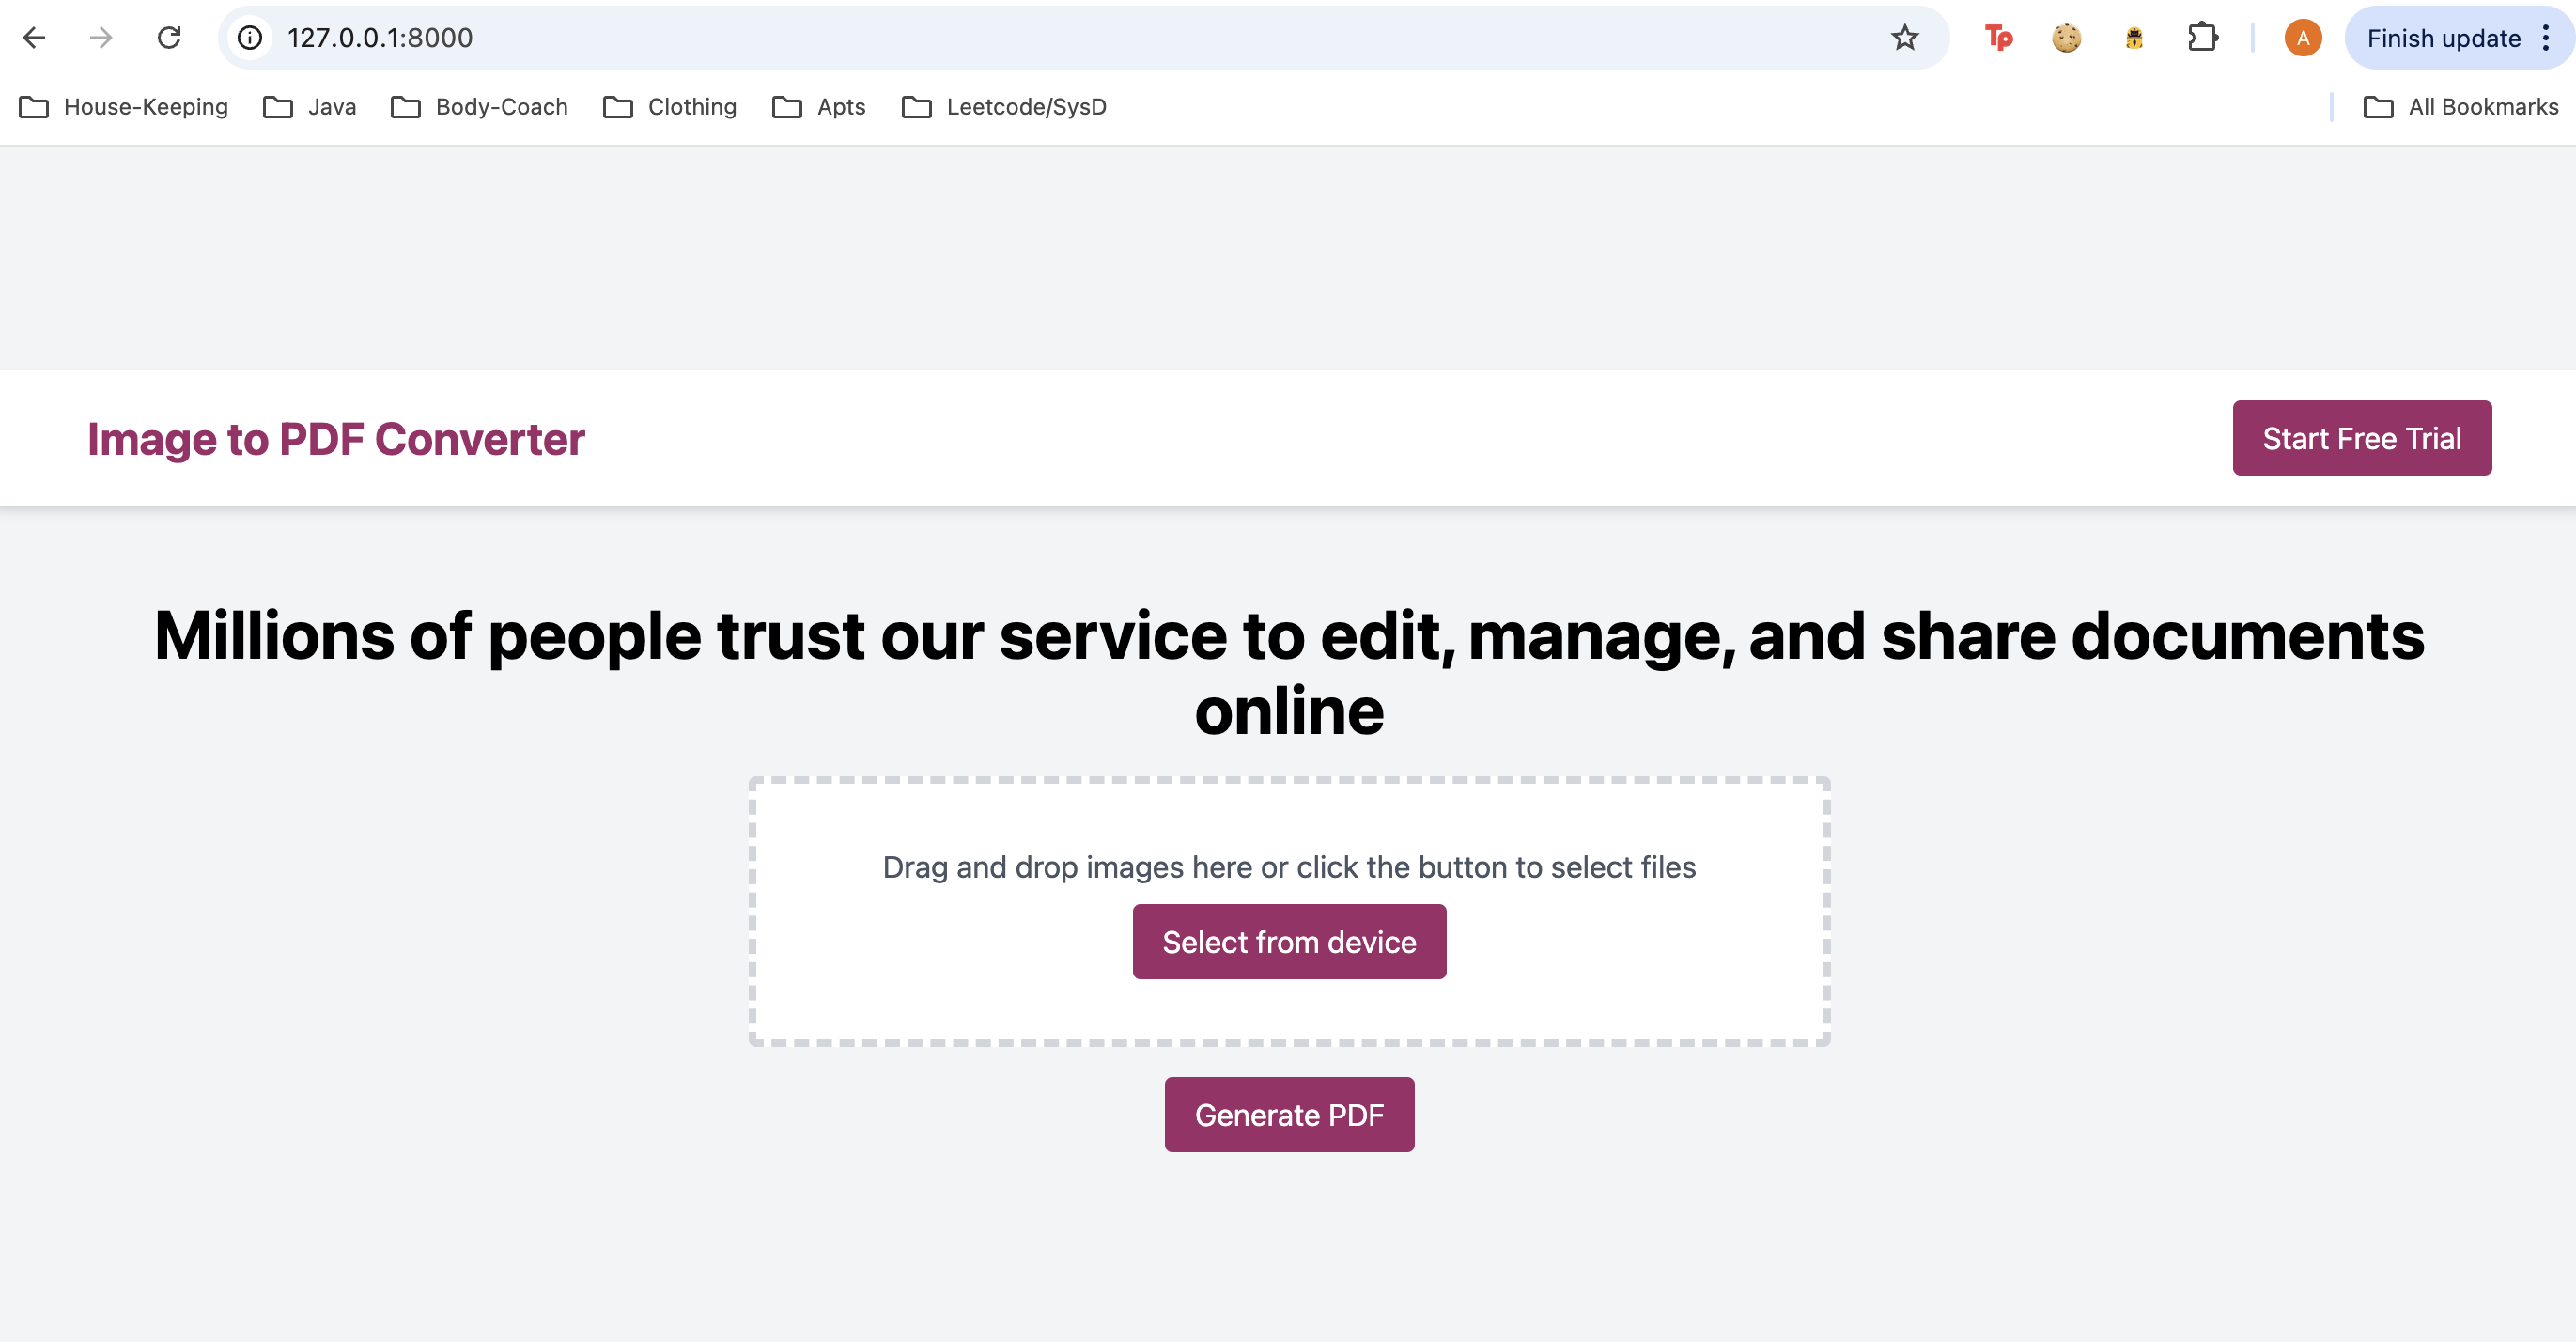 127.0.0.1:8000
Tp
A
Finish update
House-Keeping Java Body-Coach Clothing Apts Leetcode/SysD All Bookmarks
Image to PDF Converter
Start Free Trial
Millions of people trust our service to edit, manage, and share documents
online
Drag and drop images here or click the button to select files
Select from device
Generate PDF